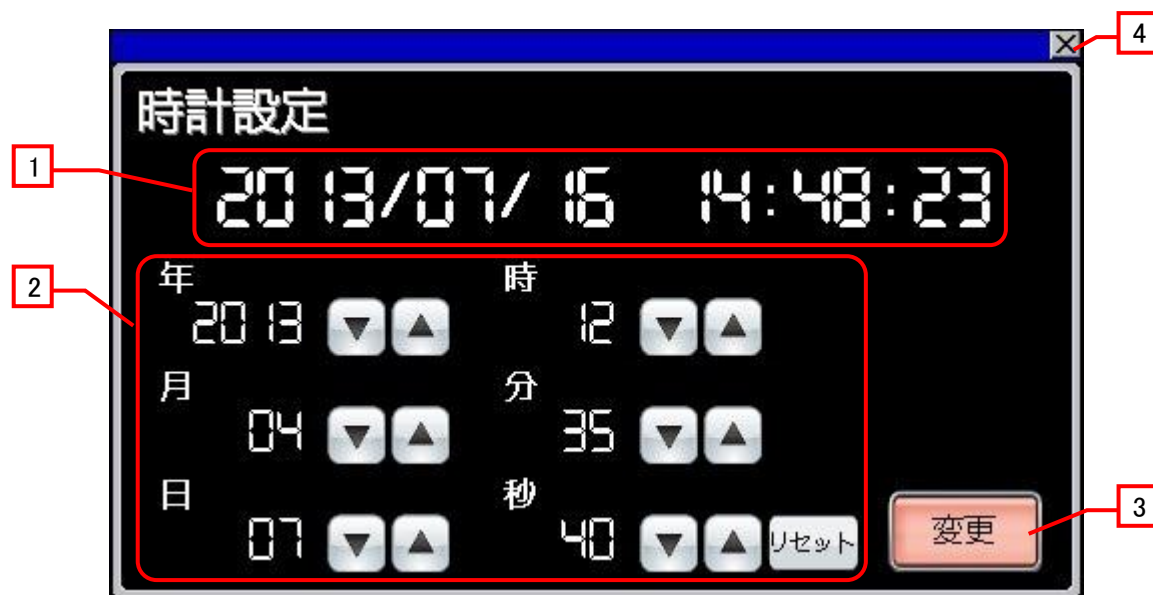 4
時計設定
1
2013/07/16 14:48:23
2
年 時
2013 ▼ ▲ 12 ▼ ▲
月 分
04 ▼ ▲ 35 ▼ ▲
日 秒
07 ▼ ▲ 40 ▼ ▲ リセット
変更
3